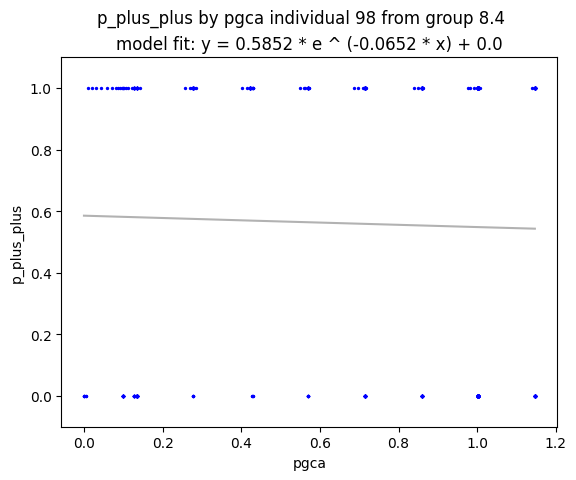 p_plus_plus by pgca individual 98 from group 8.4
model fit: y = 0.5852 * e ^ (-0.0652 * x) + 0.0
1.0
0.8
0.6
0.4
0.2
0.0
p_plus_plus
0.0 0.2 0.4 0.6 0.8 1.0 1.2
pgca